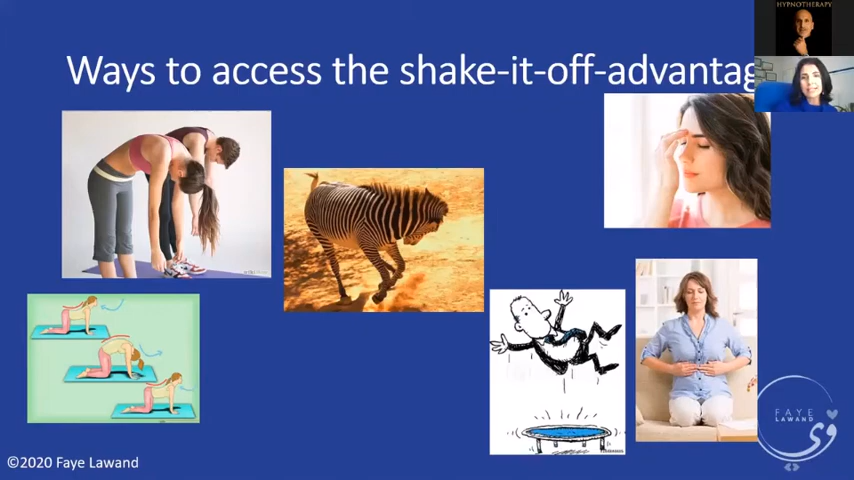 HYPNOTHERAPY
Ways to access the shake-it-off-advantag
FAYE
LAWAND
©2020 Faye Lawand